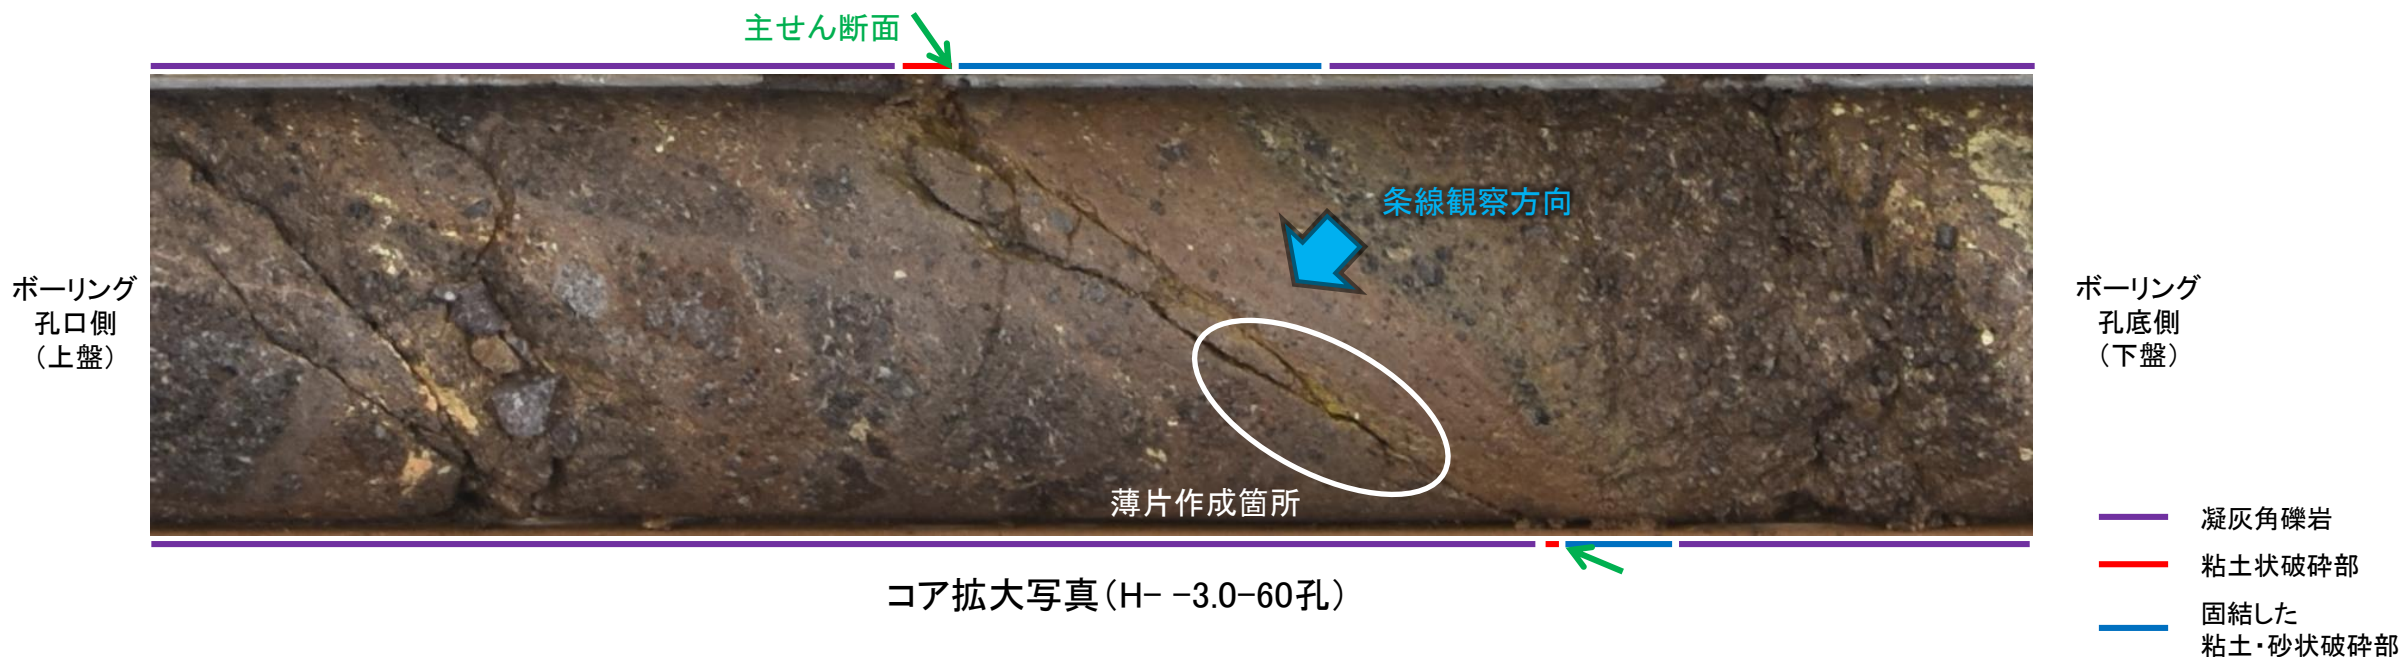 主せん断面
条線観察方向
ボーリング
孔口側
（上盤）
ボーリング
孔底側
（下盤）
薄片作成箇所
コア拡大写真（H- -3.0-60孔）
凝灰角礫岩
粘土状破砕部
固結した
粘土・砂状破砕部